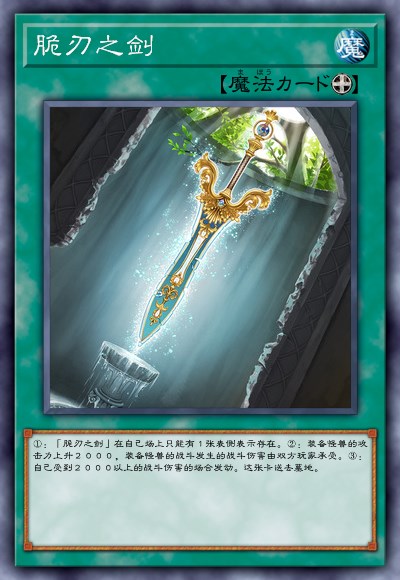 脆刃之剑
魔
【魔法カード】
まほう
①：「脆刃之剑」在自己场上只能有1张表侧表示存在。②：装备怪兽的攻
击力上升2000，装备怪兽的战斗发生的战斗伤害由双方玩家承受。③：
自己受到2000以上的战斗伤害的场合发动。这张卡送去墓地。